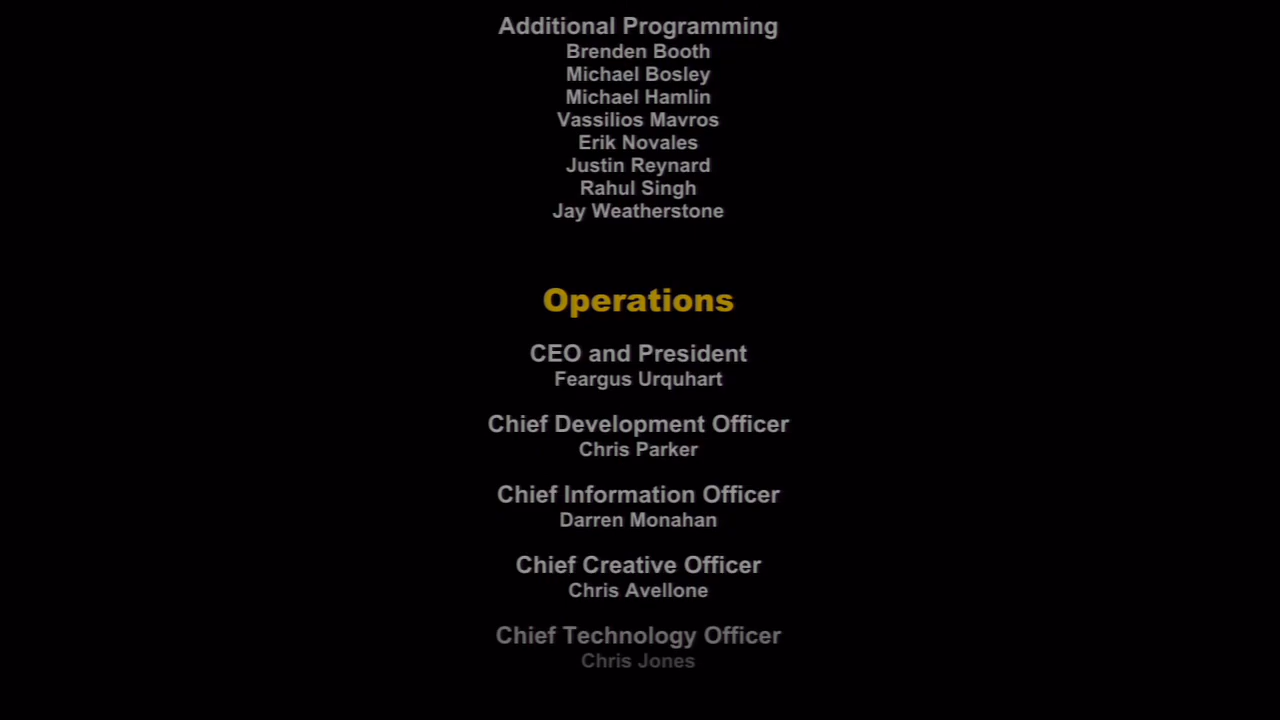 Additional Programming
Brenden Booth
Michael Bosley
Michael Hamlin
Vassilios Mavros
Erik Novales
Justin Reynard
Rahul Singh
Jay Weatherstone
Operations
CEO and President
Feargus Urquhart
Chief Development Officer
Chris Parker
Chief Information Officer
Darren Monahan
Chief Creative Officer
Chris Avellone
Chief Technology Officer
Chris Jones